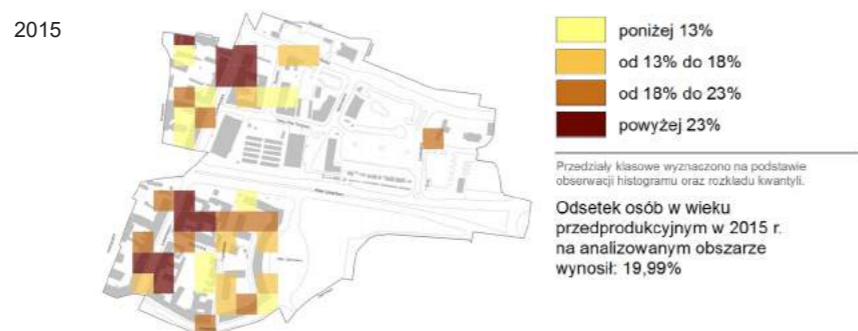 2015
poniżej 13%
od 13% do 18%
od 18% do 23%
powyżej 23%
Przedziały klasowe wyznaczono na podstawie
obserwacji histogramu oraz rozkładu kwantyli.
Odsetek osób w wieku
przedprodukcyjnym w 2015 r.
na analizowanym obszarze
wynosił: 19,99%